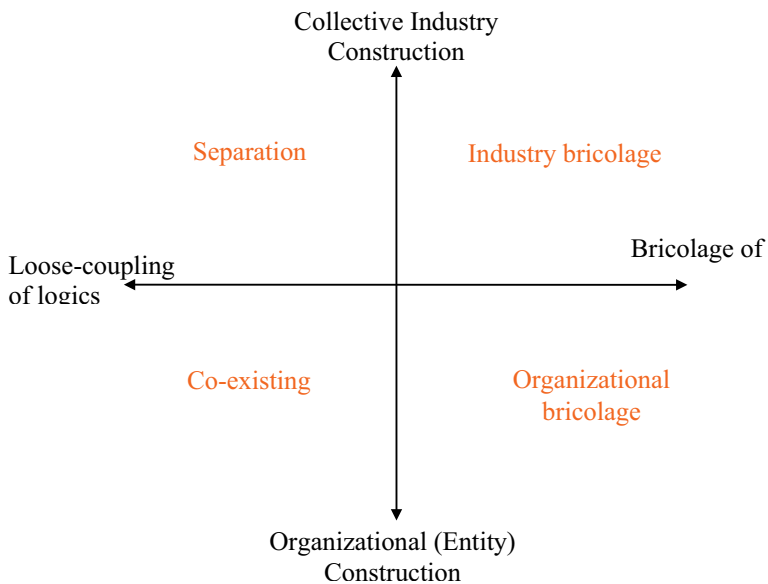 Collective Industry
Construction
Separation
Industry bricolage
Bricolage of
Loose-coupling
of logics
Co-existing
Organizational
bricolage
Organizational (Entity)
Construction